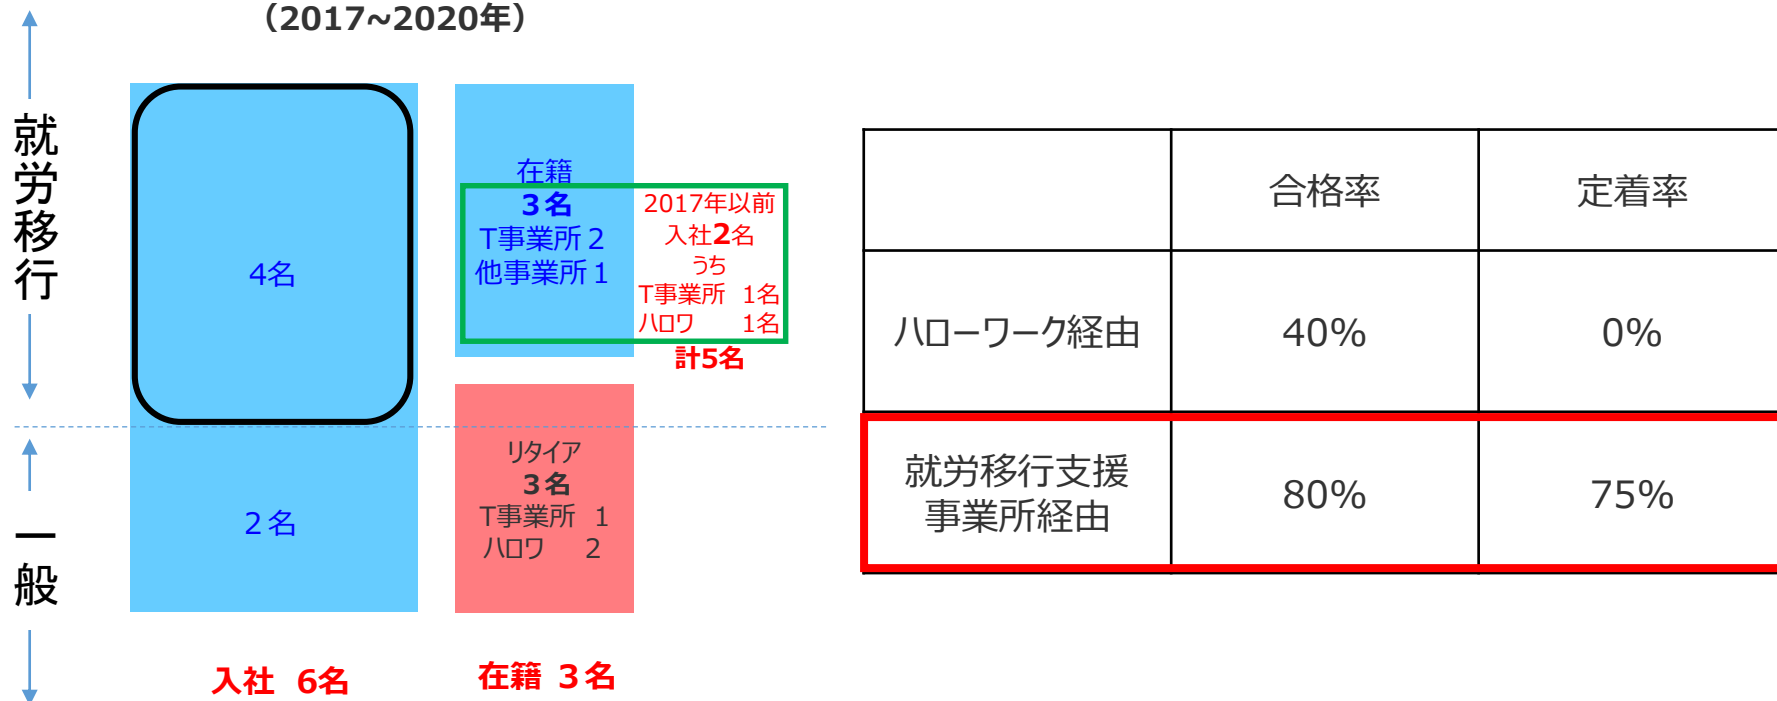 （2017~2020年）
就労移行
4名
在籍
３名
T事業所２
他事業所１
2017年以前
入社2名
うち
T事業所　1名
ハロワ　　1名
計5名
一般
２名
リタイア
３名
T事業所　1
ハロワ　　2
入社　6名
在籍 ３名
合格率
定着率
ハローワーク経由
40%
0%
就労移行支援
事業所経由
80%
75%